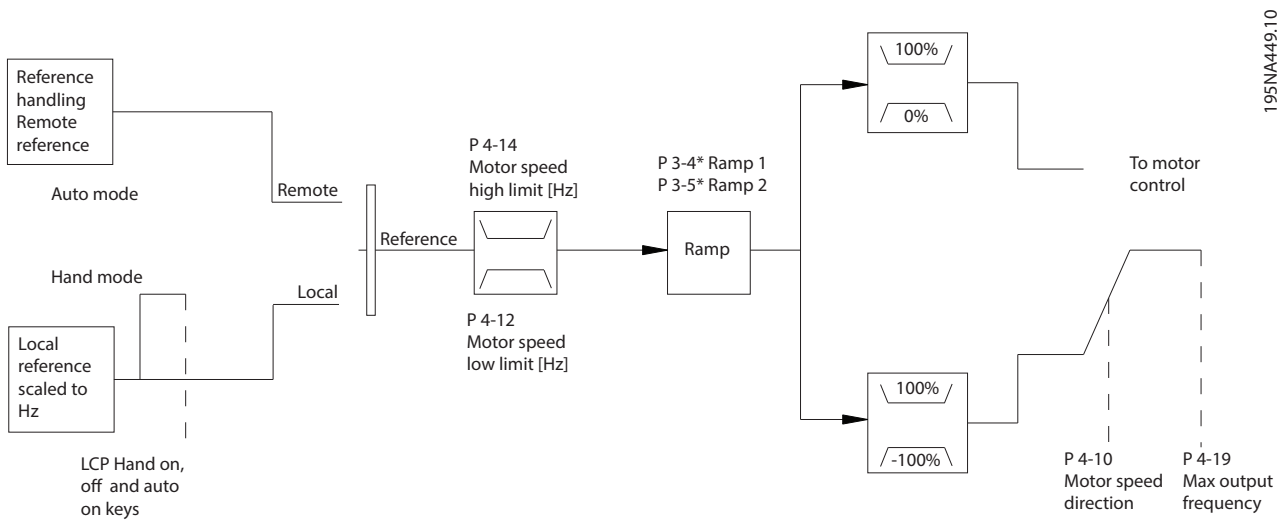 195NA449.10
Reference
handling
Remote
reference
Auto mode
Remote
Hand mode
Local
Local
reference
scaled to
Hz
LCP Hand on,
off and auto
on keys
Reference
P 4-14
Motor speed
high limit [Hz]
P 4-12
Motor speed
low limit [Hz]
P 3-4* Ramp 1
P 3-5* Ramp 2
Ramp
100%
0%
100%
-100%
To motor
control
P 4-10
Motor speed
direction
P 4-19
Max output
frequency